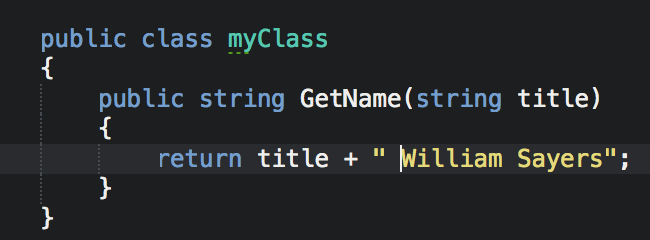 public class myClass
{
    public string GetName(string title)
    {
        return title + " William Sayers";
    }
}